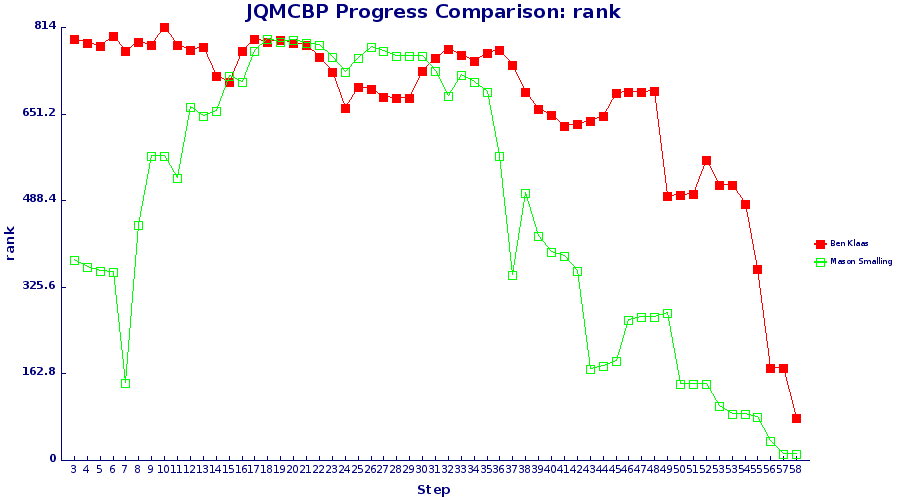 JQMCBP Progress Comparison: rank
814
651.2
488.4
325.6
162.8
0
rank
3 4 5 6 7 8 9 10 11 12 13 14 15 16 17 18 19 20 21 22 23 24 25 26 27 28 29 30 31 32 33 34 35 36 37 38 39 40 41 42 43 44 45 46 47 48 49 50 51 52 53 54 55 56 57 58
Step
Ben Klaas
Mason Smalling